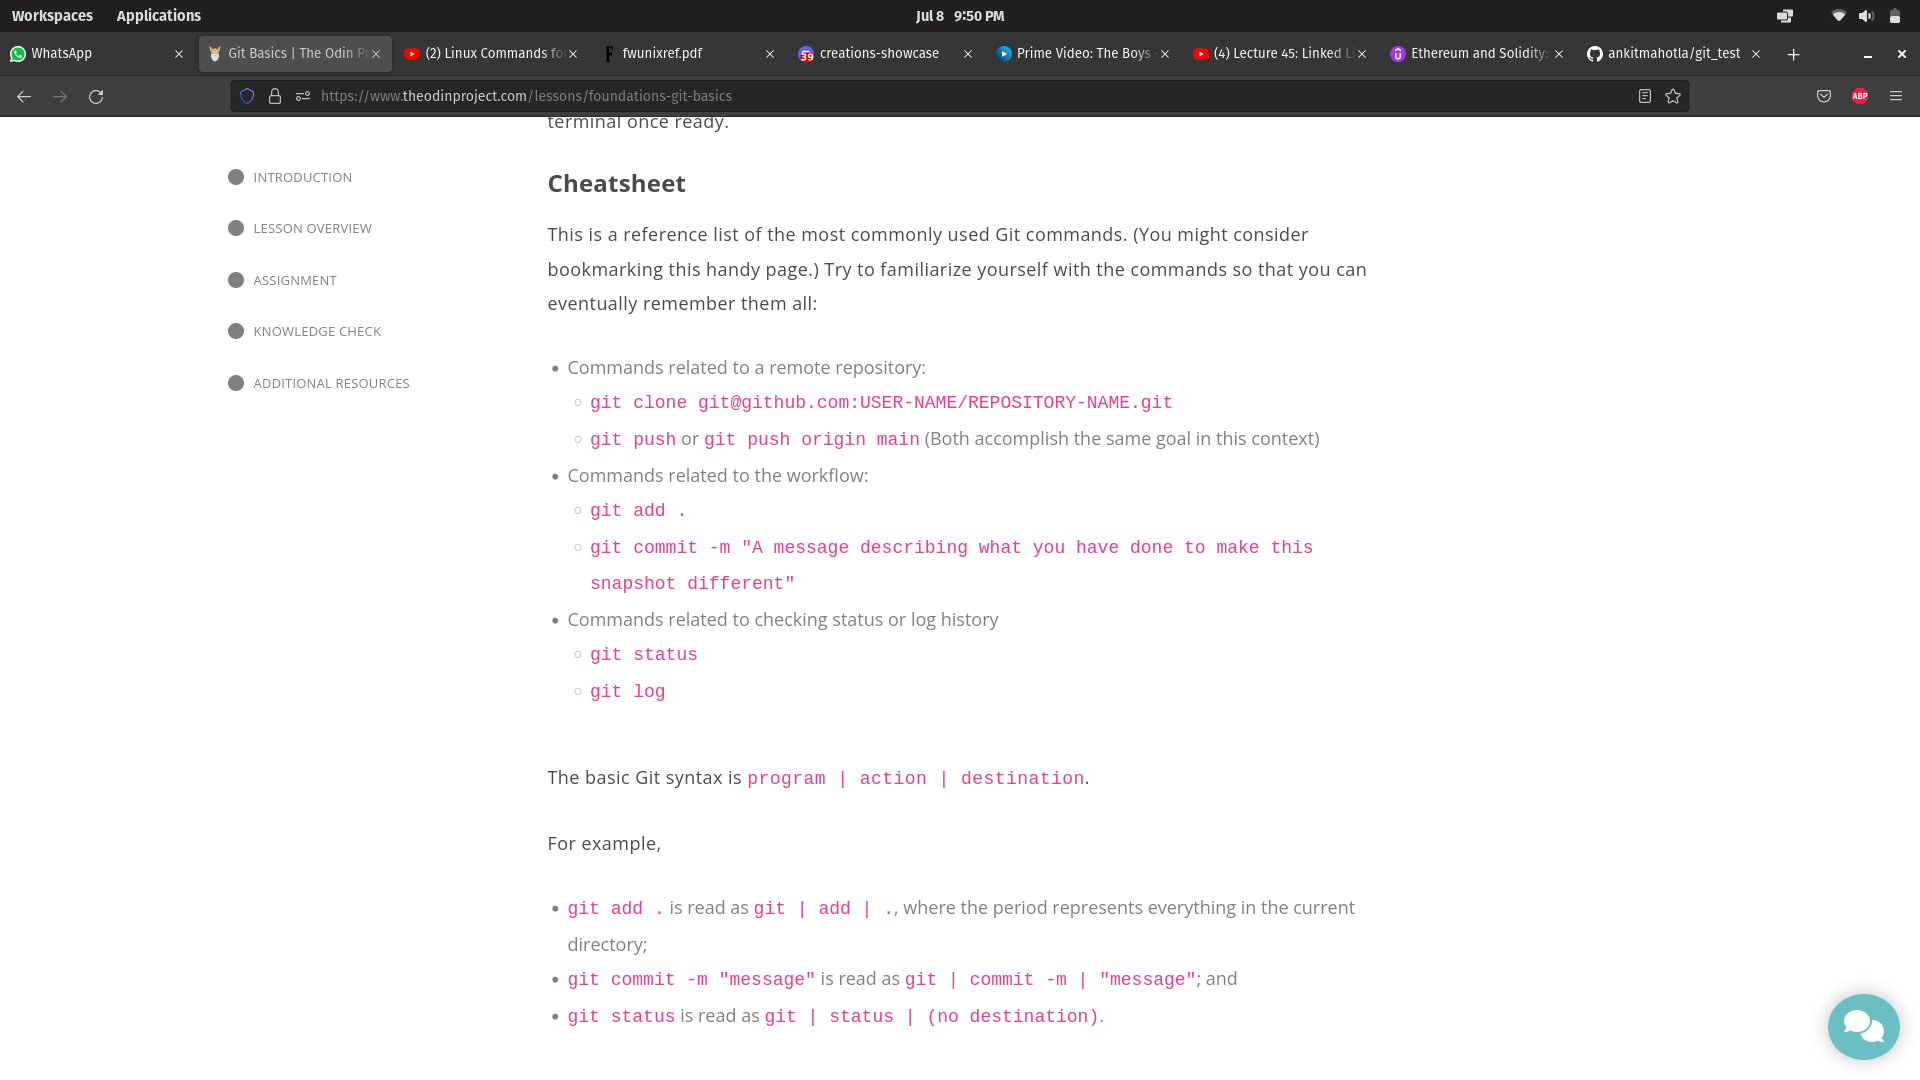 Workspaces Applications Jul 8 9:50 PM
WhatsApp Git Basics | The Odin P (2) Linux Commands fo fwunixref.pdf creations-showcase Prime Video: The Boys - (4) Lecture 45: Linked L Ethereum and Solidity: ankitmahotla/git_test
https://www.theodinproject.com/lessons/foundations-git-basics ABP
terminal once ready.
INTRODUCTION
LESSON OVERVIEW
ASSIGNMENT
KNOWLEDGE CHECK
ADDITIONAL RESOURCES
Cheatsheet
This is a reference list of the most commonly used Git commands. (You might consider
bookmarking this handy page.) Try to familiarize yourself with the commands so that you can
eventually remember them all:
Commands related to a remote repository:
git clone git@github.com:USER-NAME/REPOSITORY-NAME.git
git push or git push origin main (Both accomplish the same goal in this context)
Commands related to the workflow:
git add .
git commit -m "A message describing what you have done to make this
snapshot different"
Commands related to checking status or log history
git status
git log
The basic Git syntax is program | action | destination.
For example,
git add . is read as git | add | ., where the period represents everything in the current
directory;
git commit -m "message" is read as git | commit -m | "message"; and
git status is read as git | status | (no destination).